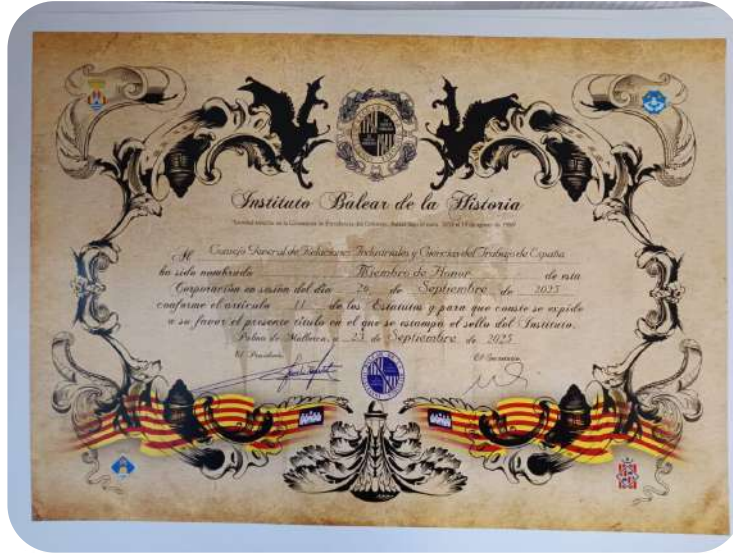 Instituto Balear de la Historia
Al Consejo General de Relaciones Industriales y Ciencias del Trabajo de España
ha sido nombrado Miembro de Honor de esta
Corporación en sesión del día 20 de Septiembre de 2025
conforme el artículo 11 de los Estatutos y para que conste se expide
a su favor el presente título en el que se estampa el sello del Instituto.
Palma de Mallorca, a 23 de Septiembre de 2025
El Presidente, El Secretario,